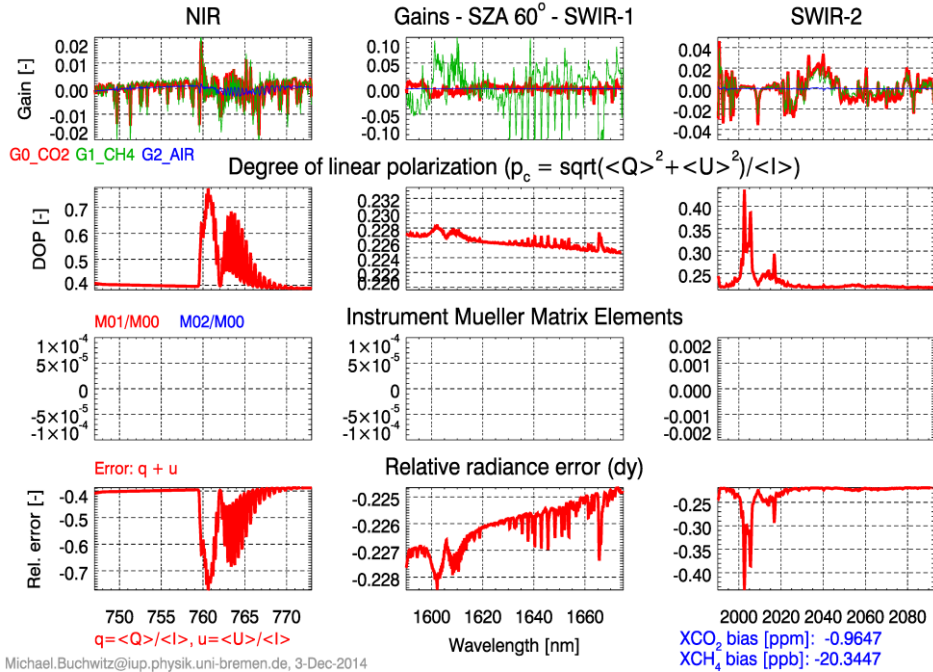 NIR
Gains - SZA 60° - SWIR-1
SWIR-2
Gain [-]
0.02
0.01
0.00
-0.01
-0.02
0.10
0.05
0.00
-0.05
-0.10
0.04
0.02
0.00
-0.02
-0.04
G0_CO2 G1_CH4 G2_AIR
Degree of linear polarization (p_c = sqrt(<Q>²+<U>²)/<I>)
DOP [-]
0.7
0.6
0.5
0.4
0.232
0.230
0.228
0.226
0.224
0.222
0.220
0.40
0.35
0.30
0.25
M01/M00 M02/M00
Instrument Mueller Matrix Elements
1×10⁻⁴
5×10⁻⁵
0
-5×10⁻⁵
-1×10⁻⁴
1×10⁻⁴
5×10⁻⁵
0
-5×10⁻⁵
-1×10⁻⁴
0.002
0.001
0.000
-0.001
-0.002
Error: q + u
Relative radiance error (dy)
Rel. error [-]
-0.4
-0.5
-0.6
-0.7
-0.225
-0.226
-0.227
-0.228
-0.25
-0.30
-0.35
-0.40
750 755 760 765 770
1600 1620 1640 1660
2000 2020 2040 2060 2080
q=<Q>/<I>, u=<U>/<I>
Wavelength [nm]
XCO₂ bias [ppm]: -0.9647
XCH₄ bias [ppb]: -20.3447
Michael.Buchwitz@iup.physik.uni-bremen.de, 3-Dec-2014